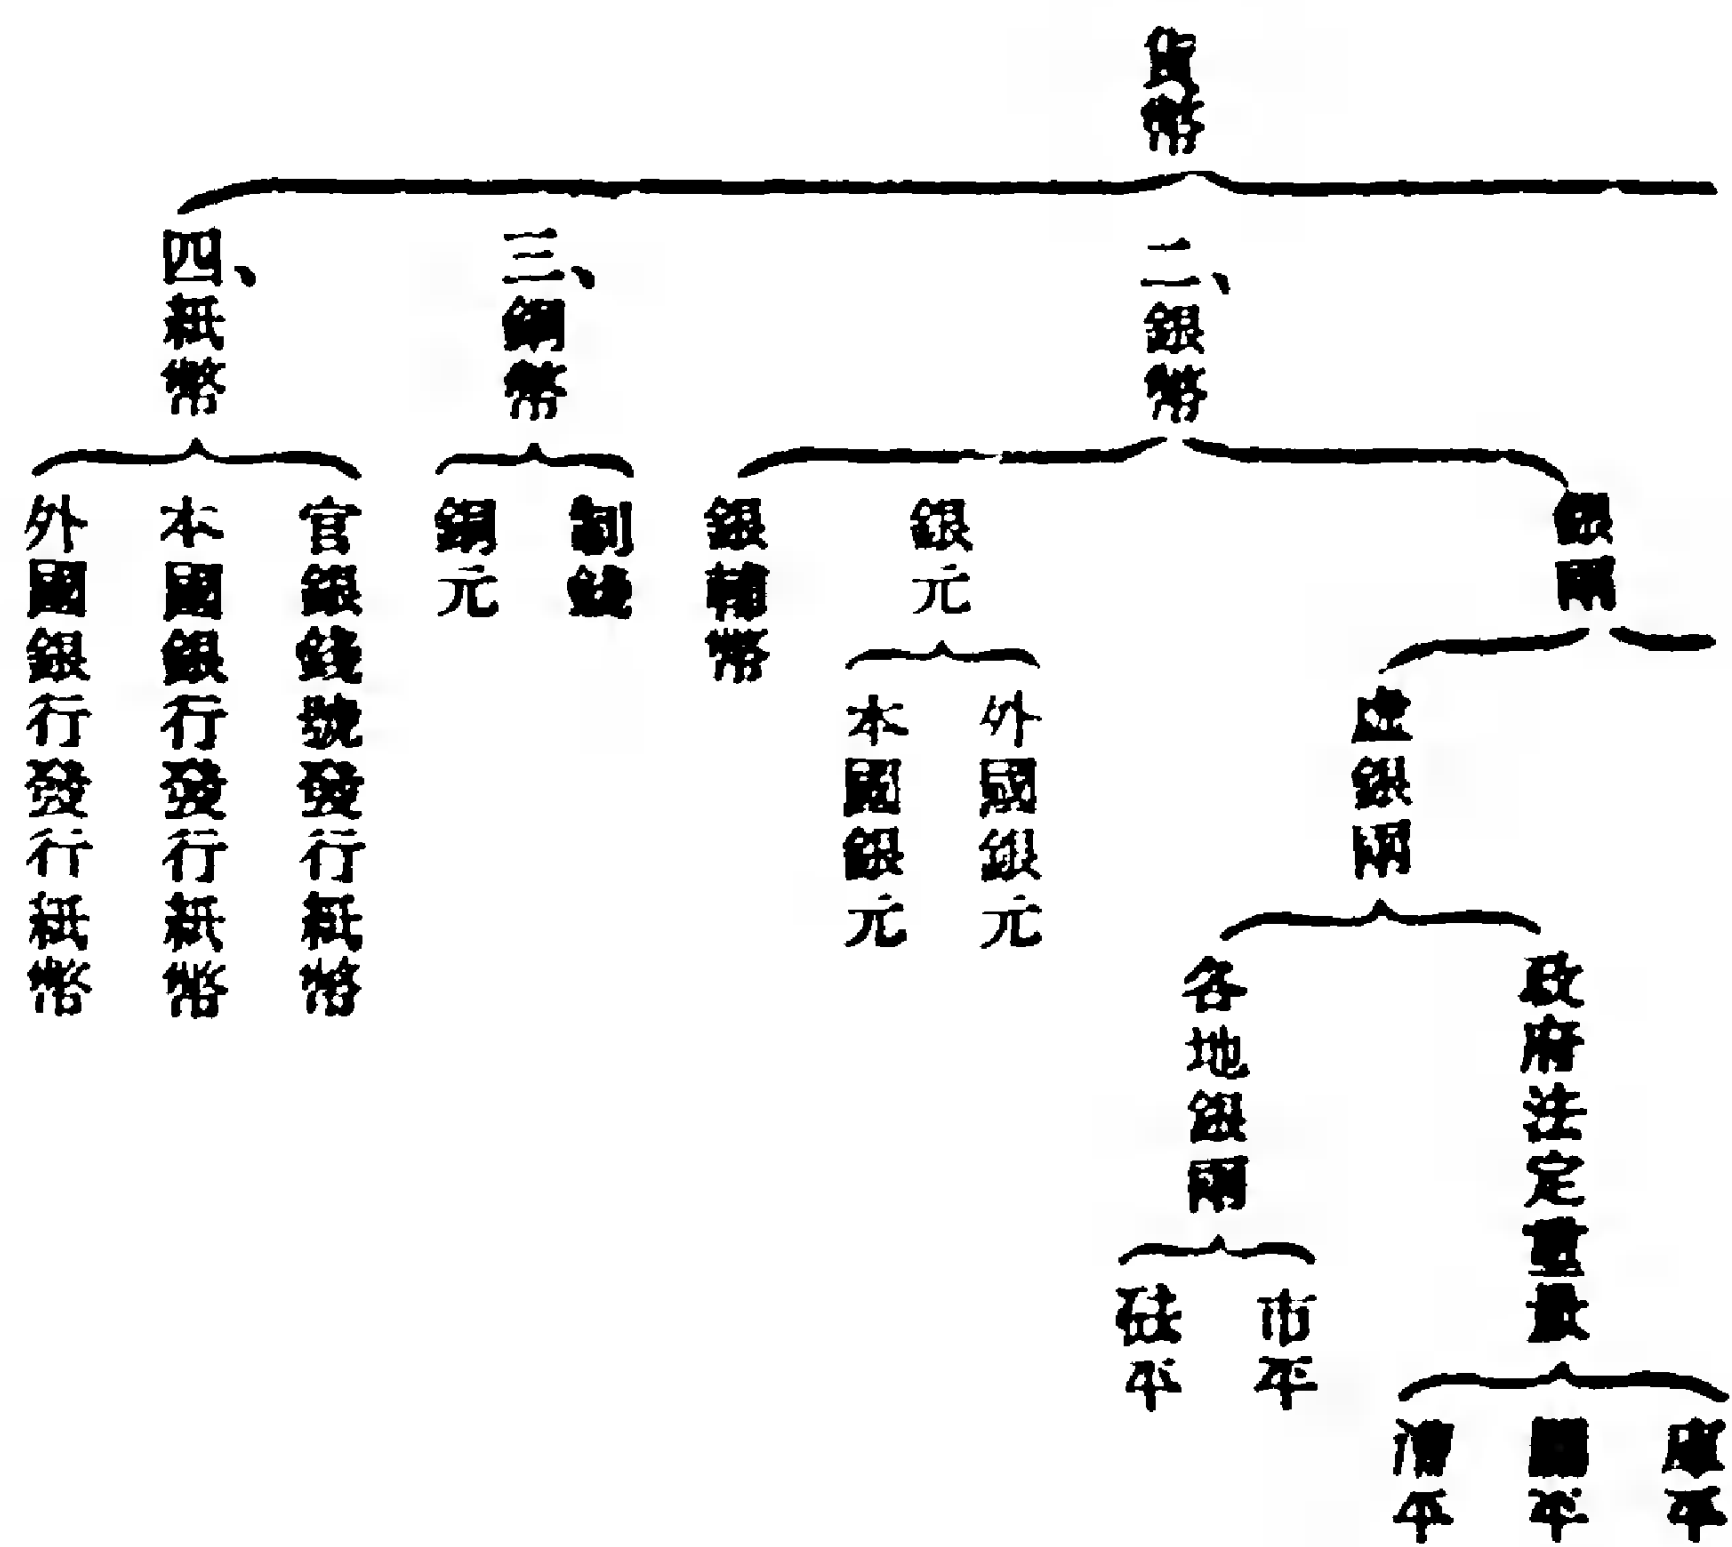 貨幣
二、銀幣
銀兩
虛銀兩
政府法定重量
庫平
關平
漕平
各地銀兩
市平
砝平
銀元
外國銀元
本國銀元
銀輔幣
三、銅幣
制錢
銅元
四、紙幣
官銀錢號發行紙幣
本國銀行發行紙幣
外國銀行發行紙幣